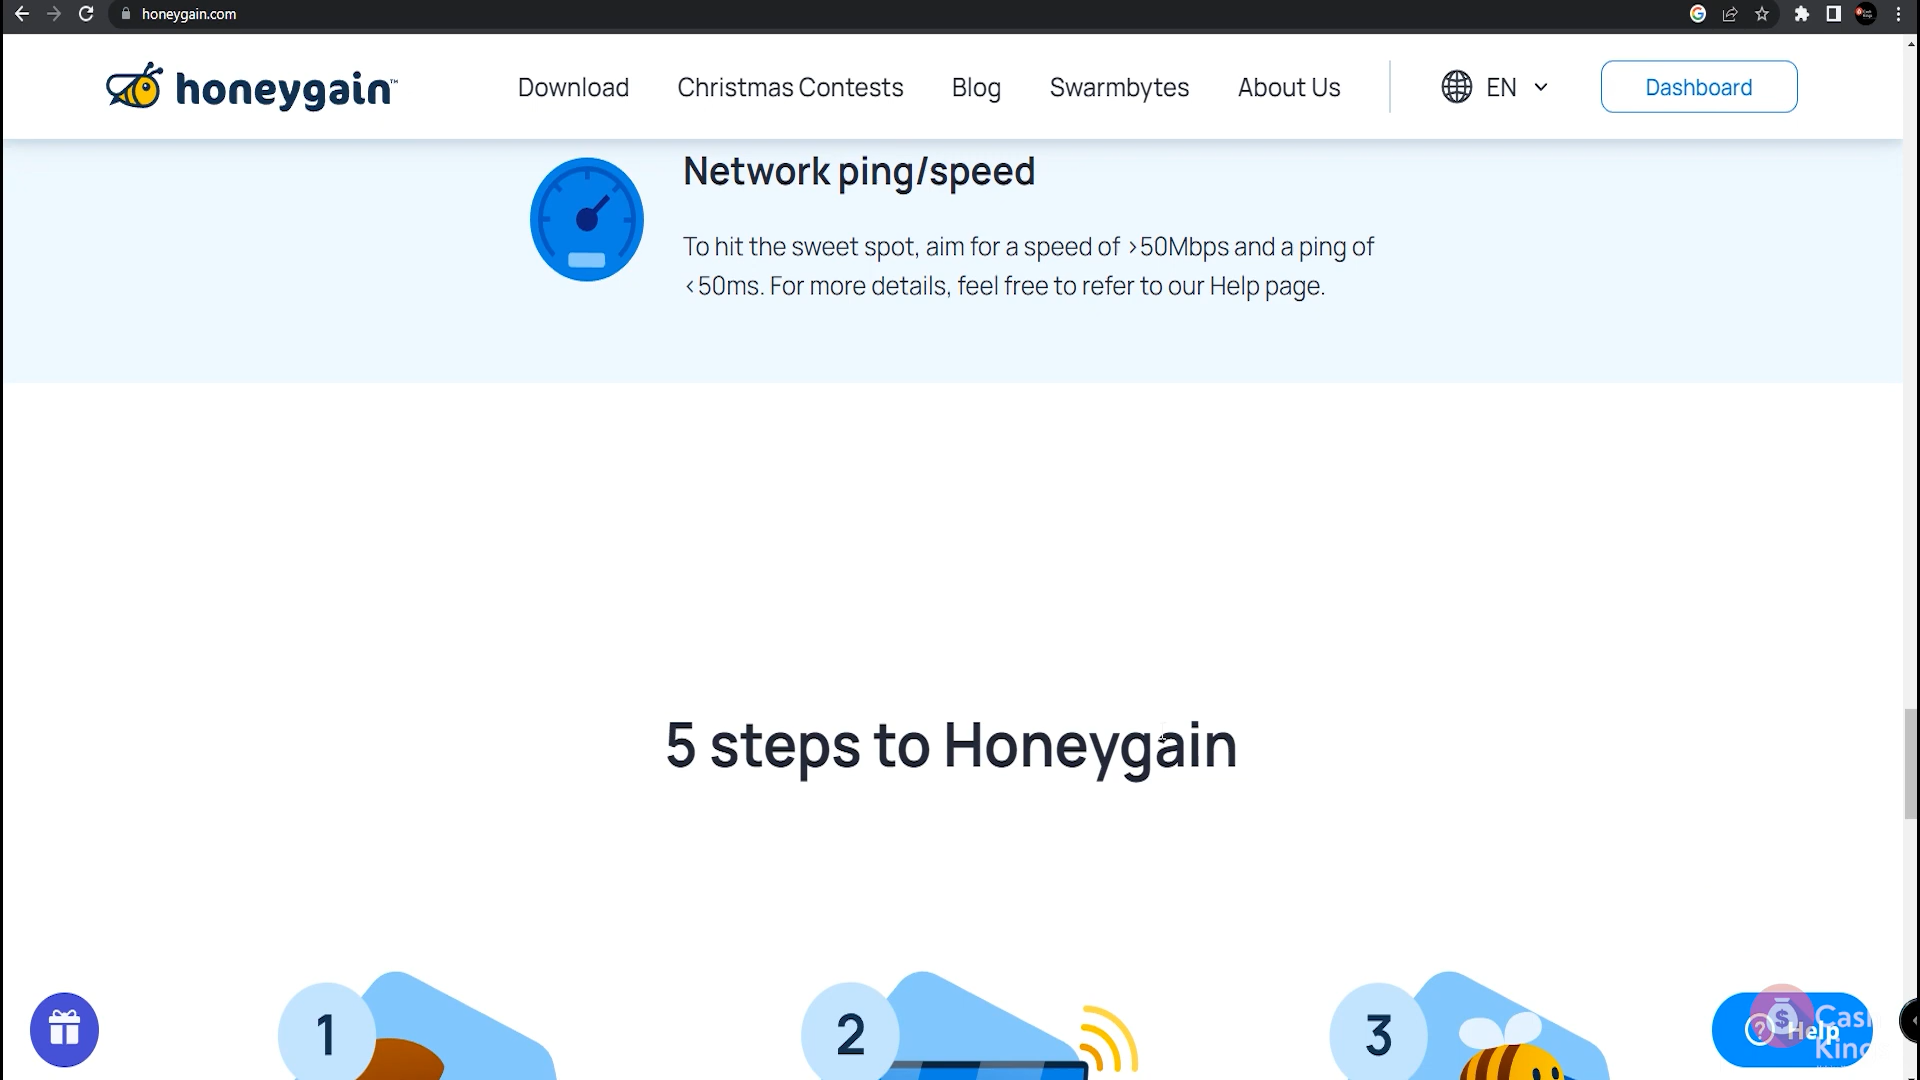 honeygain.com
honeygain™
Download
Christmas Contests
Blog
Swarmbytes
About Us
EN
Dashboard
Network ping/speed
To hit the sweet spot, aim for a speed of >50Mbps and a ping of
<50ms. For more details, feel free to refer to our Help page.
5 steps to Honeygain
1
2
3
Help
Cash